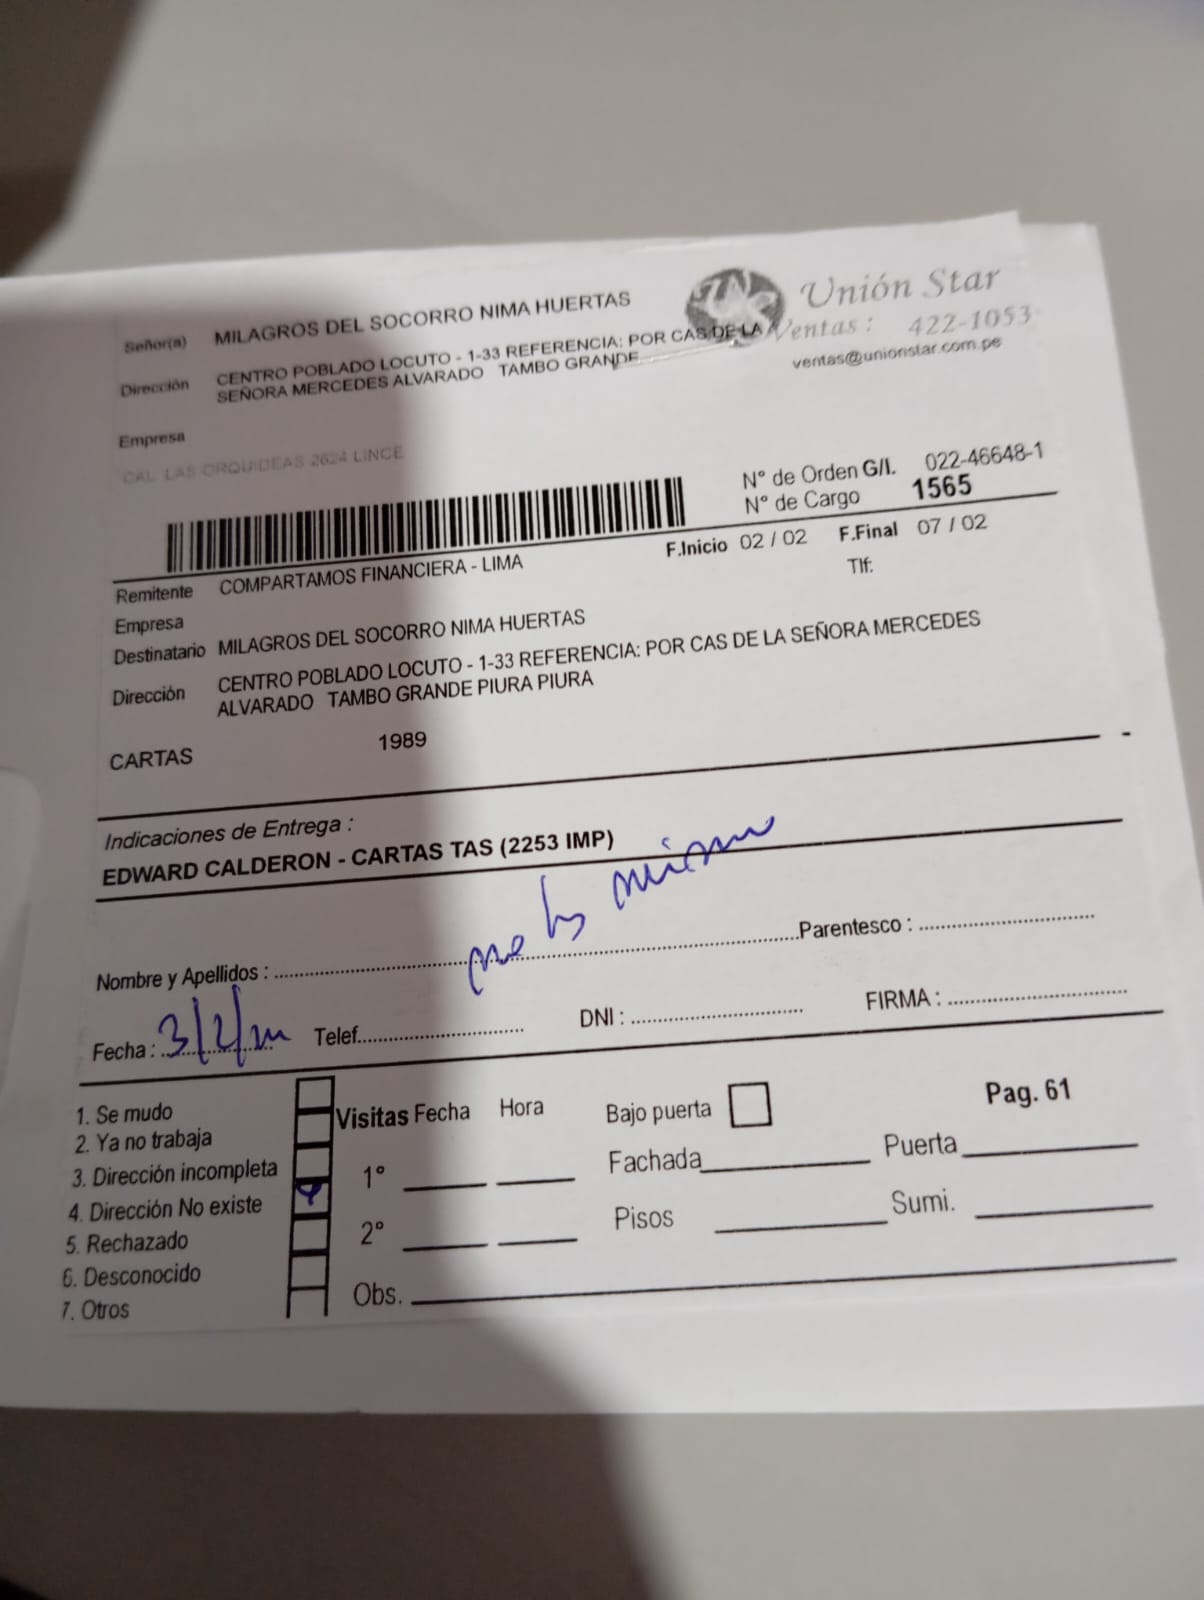 Unión Star
Ventas: 422-1053
ventas@unionstar.com.pe
Señor(a) MILAGROS DEL SOCORRO NIMA HUERTAS
Dirección CENTRO POBLADO LOCUTO - 1-33 REFERENCIA: POR CAS DE LA
SEÑORA MERCEDES ALVARADO TAMBO GRANDE
Empresa
CAL. LAS ORQUIDEAS 2624 LINCE
N° de Orden G/I. 022-46648-1
N° de Cargo 1565
F.Inicio 02 / 02 F.Final 07 / 02
Remitente COMPARTAMOS FINANCIERA - LIMA
Tlf:
Empresa
Destinatario MILAGROS DEL SOCORRO NIMA HUERTAS
Dirección CENTRO POBLADO LOCUTO - 1-33 REFERENCIA: POR CAS DE LA SEÑORA MERCEDES
ALVARADO TAMBO GRANDE PIURA PIURA
CARTAS 1989
Indicaciones de Entrega :
EDWARD CALDERON - CARTAS TAS (2253 IMP)
Nombre y Apellidos : Parentesco :
Fecha : 3/2/ Telef. DNI : FIRMA :
1. Se mudo
2. Ya no trabaja
3. Dirección incompleta
4. Dirección No existe
5. Rechazado
6. Desconocido
7. Otros
Visitas Fecha Hora
1°
2°
Obs.
Bajo puerta
Pag. 61
Fachada Puerta
Pisos Sumi.